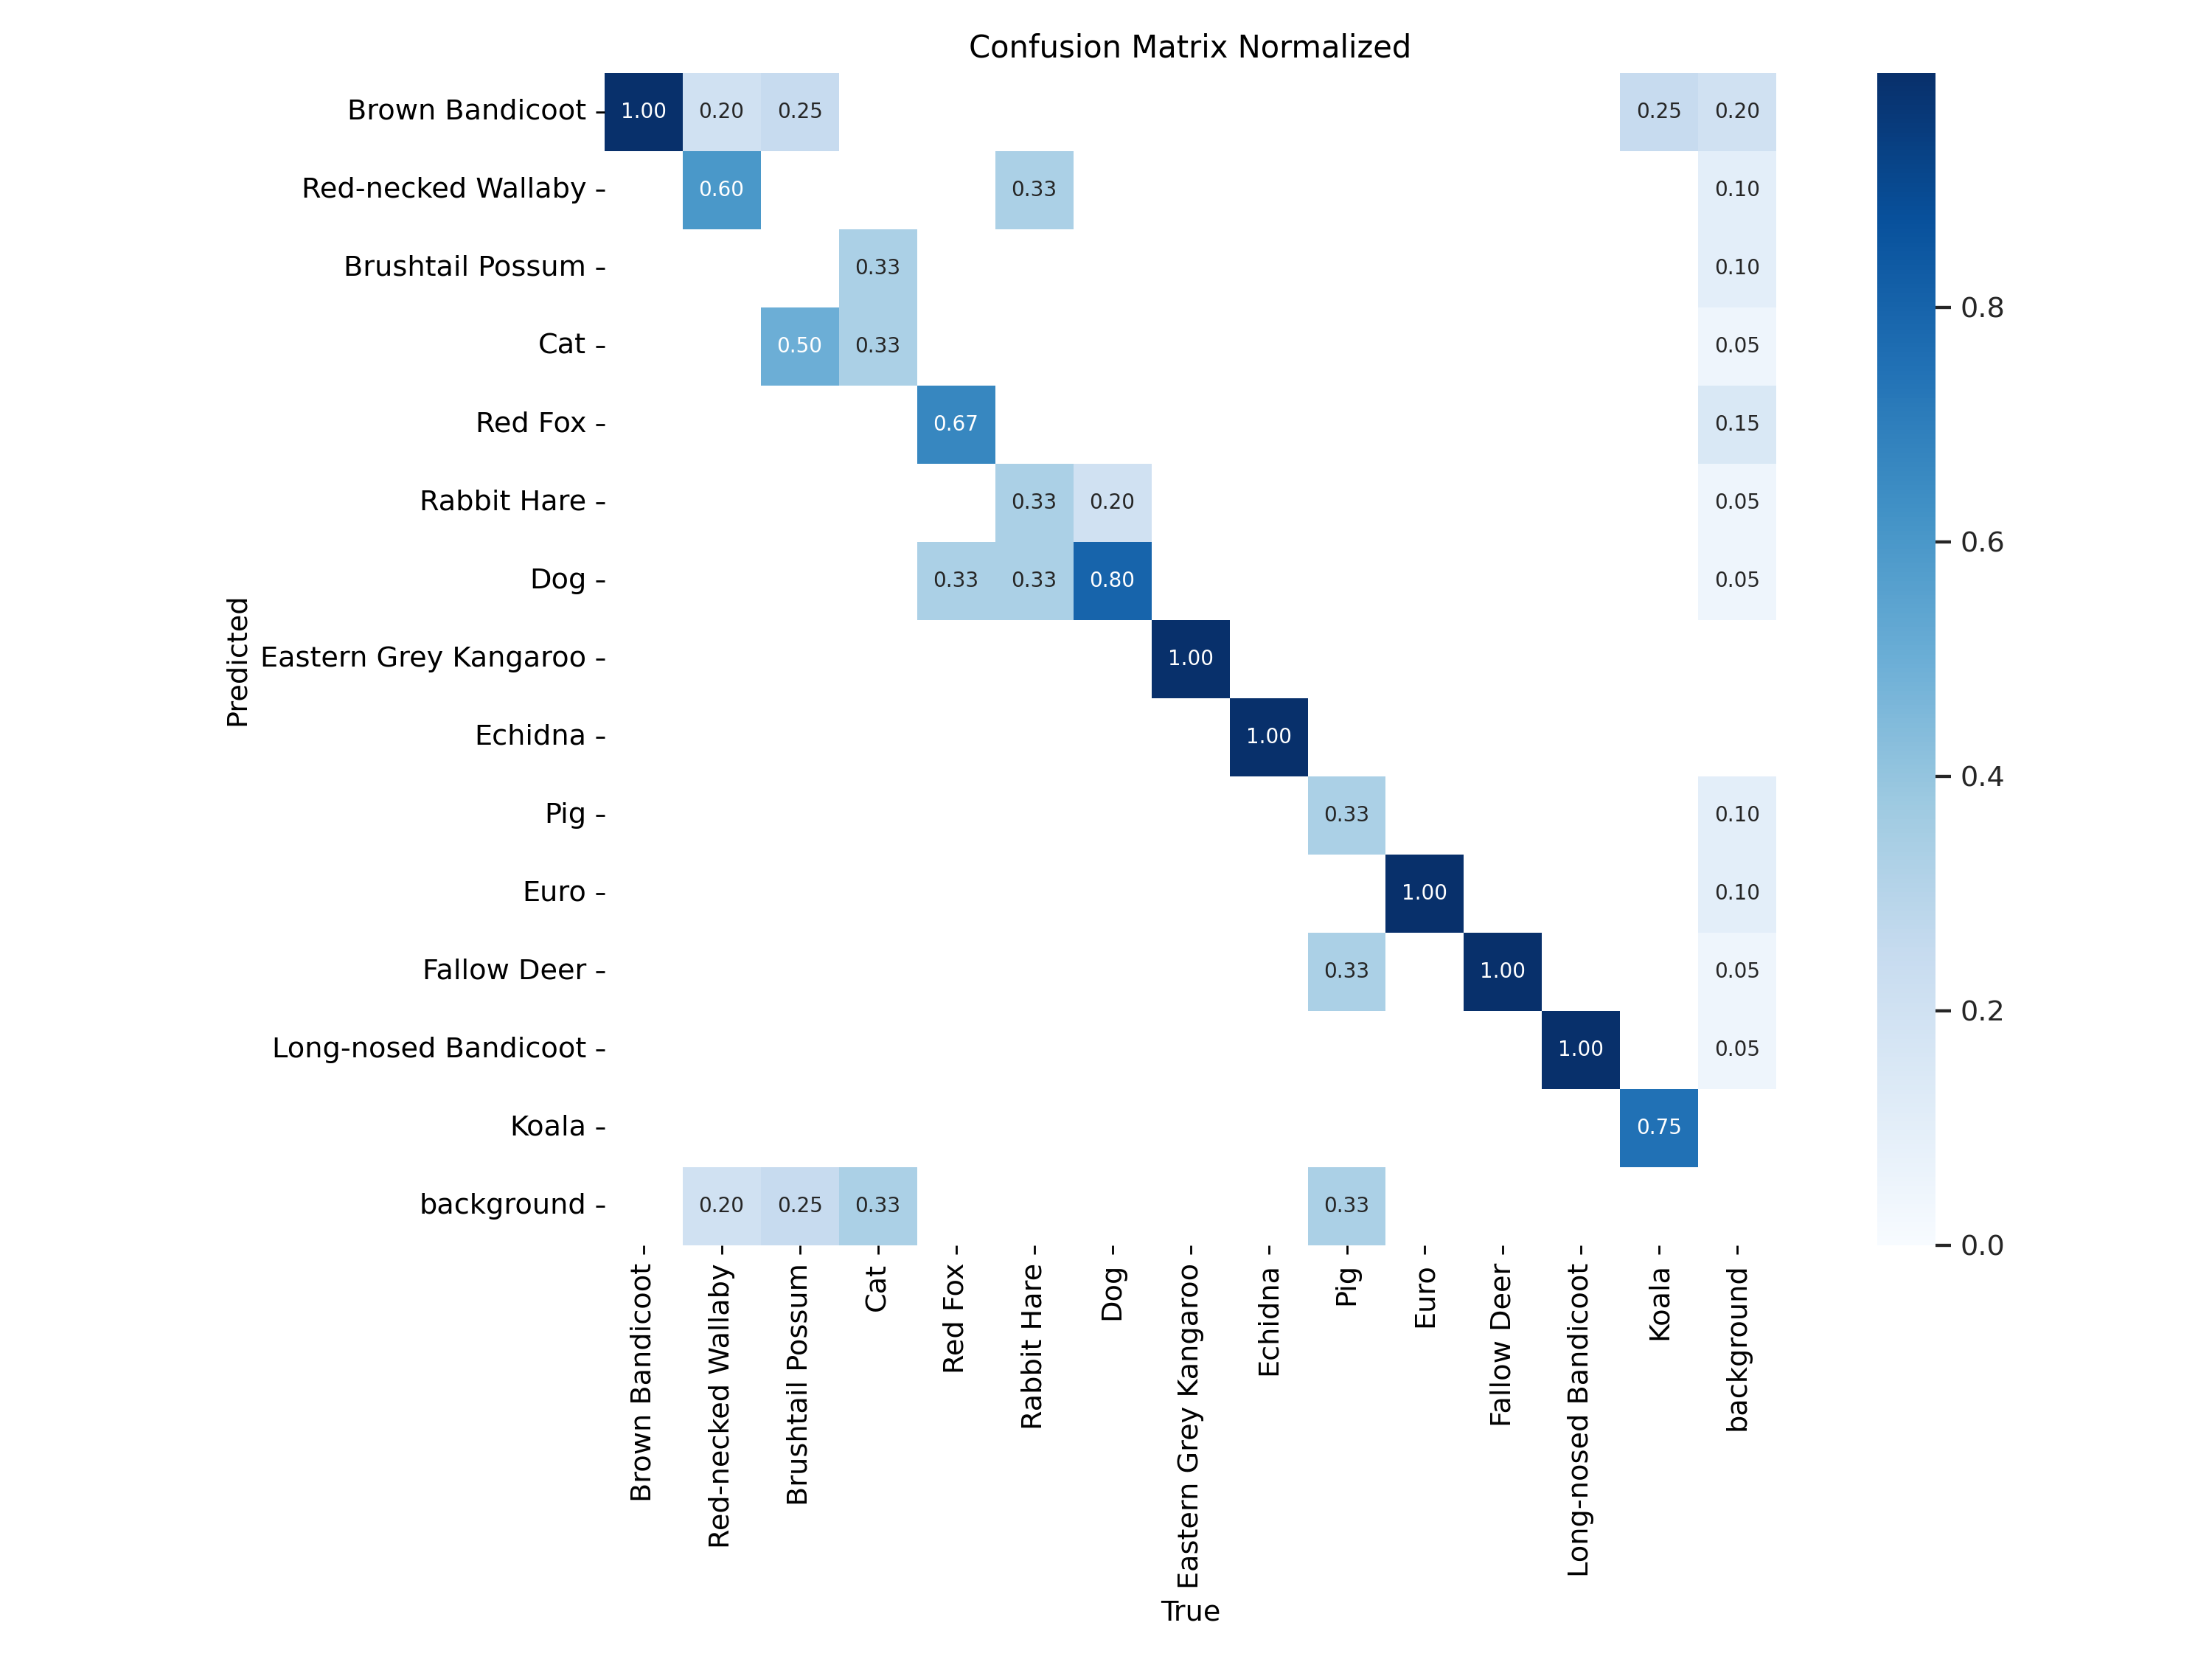 Confusion Matrix Normalized
Brown Bandicoot 1.00 0.20 0.25 0.25 0.20
Red-necked Wallaby 0.60 0.33 0.10
Brushtail Possum 0.33 0.10
Cat 0.50 0.33 0.05
Red Fox 0.67 0.15
Rabbit Hare 0.33 0.20 0.05
Dog 0.33 0.33 0.80 0.05
Eastern Grey Kangaroo 1.00
Echidna 1.00
Pig 0.33 0.10
Euro 1.00 0.10
Fallow Deer 0.33 1.00 0.05
Long-nosed Bandicoot 1.00 0.05
Koala 0.75
background 0.20 0.25 0.33 0.33
Predicted
Brown Bandicoot
Red-necked Wallaby
Brushtail Possum
Cat
Red Fox
Rabbit Hare
Dog
Eastern Grey Kangaroo
Echidna
Pig
Euro
Fallow Deer
Long-nosed Bandicoot
Koala
background
True
0.8
0.6
0.4
0.2
0.0